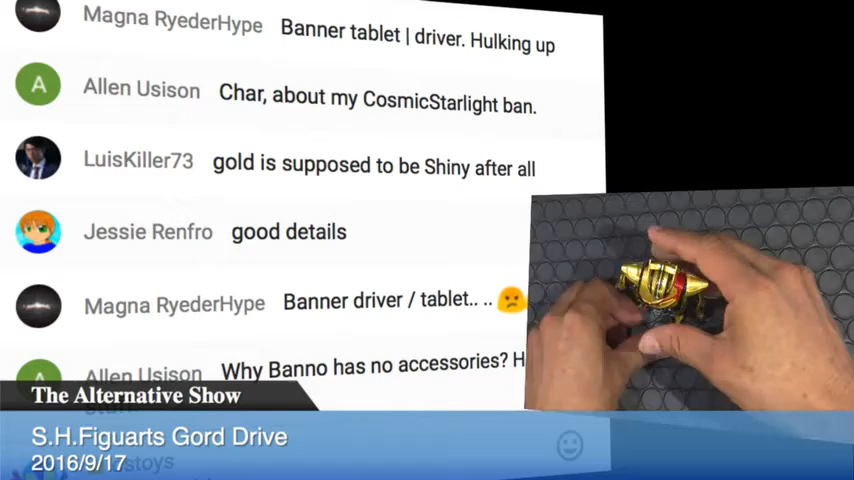 Magna RyederHype Banner tablet | driver. Hulking up
A Allen Usison Char, about my CosmicStarlight ban.
LuisKiller73 gold is supposed to be Shiny after all
Jessie Renfro good details
Magna RyederHype Banner driver / tablet.. ..
Allen Usison Why Banno has no accessories? H
The Alternative Show
S.H.Figuarts Gord Drive
2016/9/17